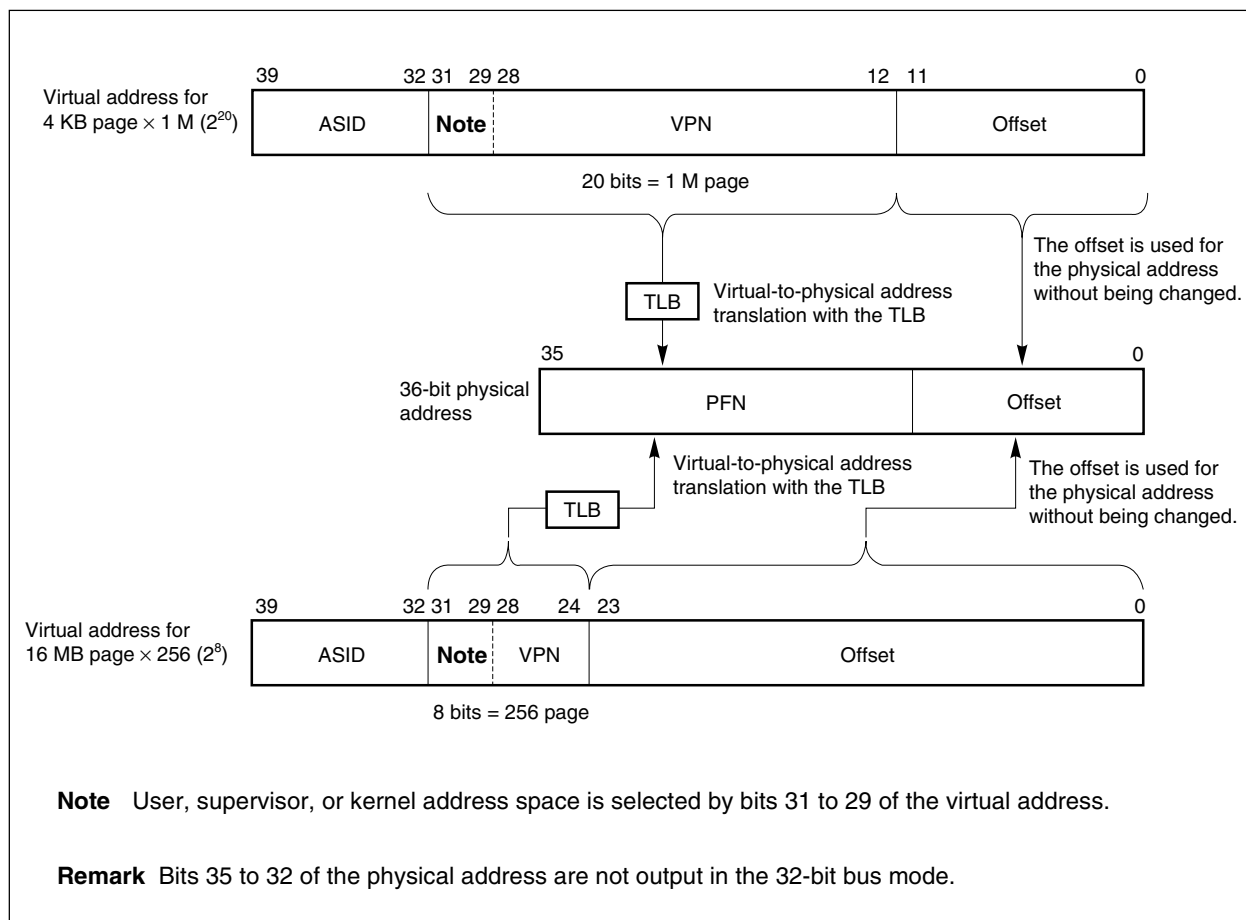 39 32 31 29 28 12 11 0
Virtual address for
4 KB page × 1 M (2²⁰)
ASID Note VPN Offset
20 bits = 1 M page
The offset is used for
the physical address
without being changed.
TLB
Virtual-to-physical address
translation with the TLB
35 0
36-bit physical
address
PFN Offset
Virtual-to-physical address
translation with the TLB
The offset is used for
the physical address
without being changed.
TLB
39 32 31 29 28 24 23 0
Virtual address for
16 MB page × 256 (2⁸)
ASID Note VPN Offset
8 bits = 256 page
Note User, supervisor, or kernel address space is selected by bits 31 to 29 of the virtual address.
Remark Bits 35 to 32 of the physical address are not output in the 32-bit bus mode.